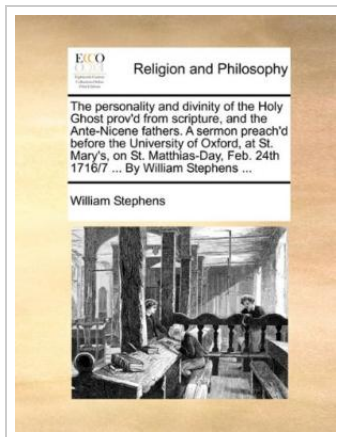 ECCO
Religion and Philosophy
The personality and divinity of the Holy
Ghost prov'd from scripture, and the
Ante-Nicene fathers. A sermon preach'd
before the University of Oxford, at St.
Mary's, on St. Matthias-Day, Feb. 24th
1716/7 ... By William Stephens ...
William Stephens